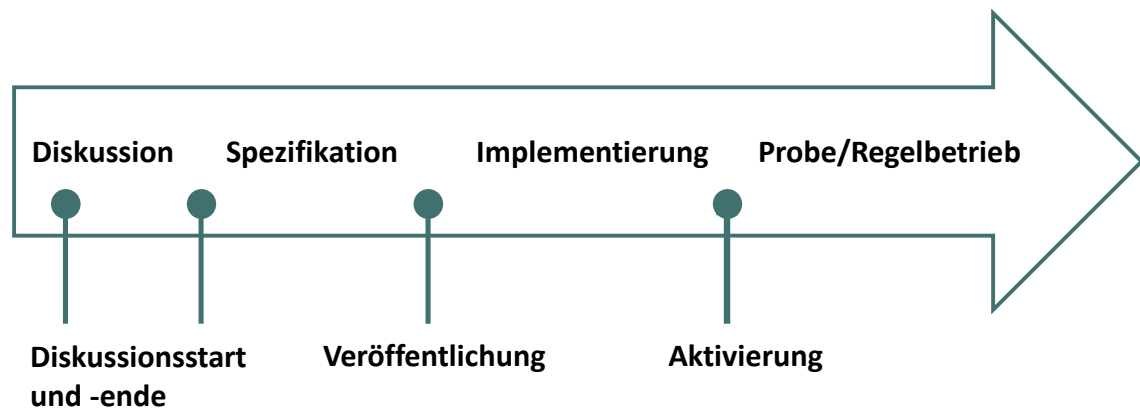 Diskussion Spezifikation Implementierung Probe/Regelbetrieb
Diskussionsstart Veröffentlichung Aktivierung
und -ende